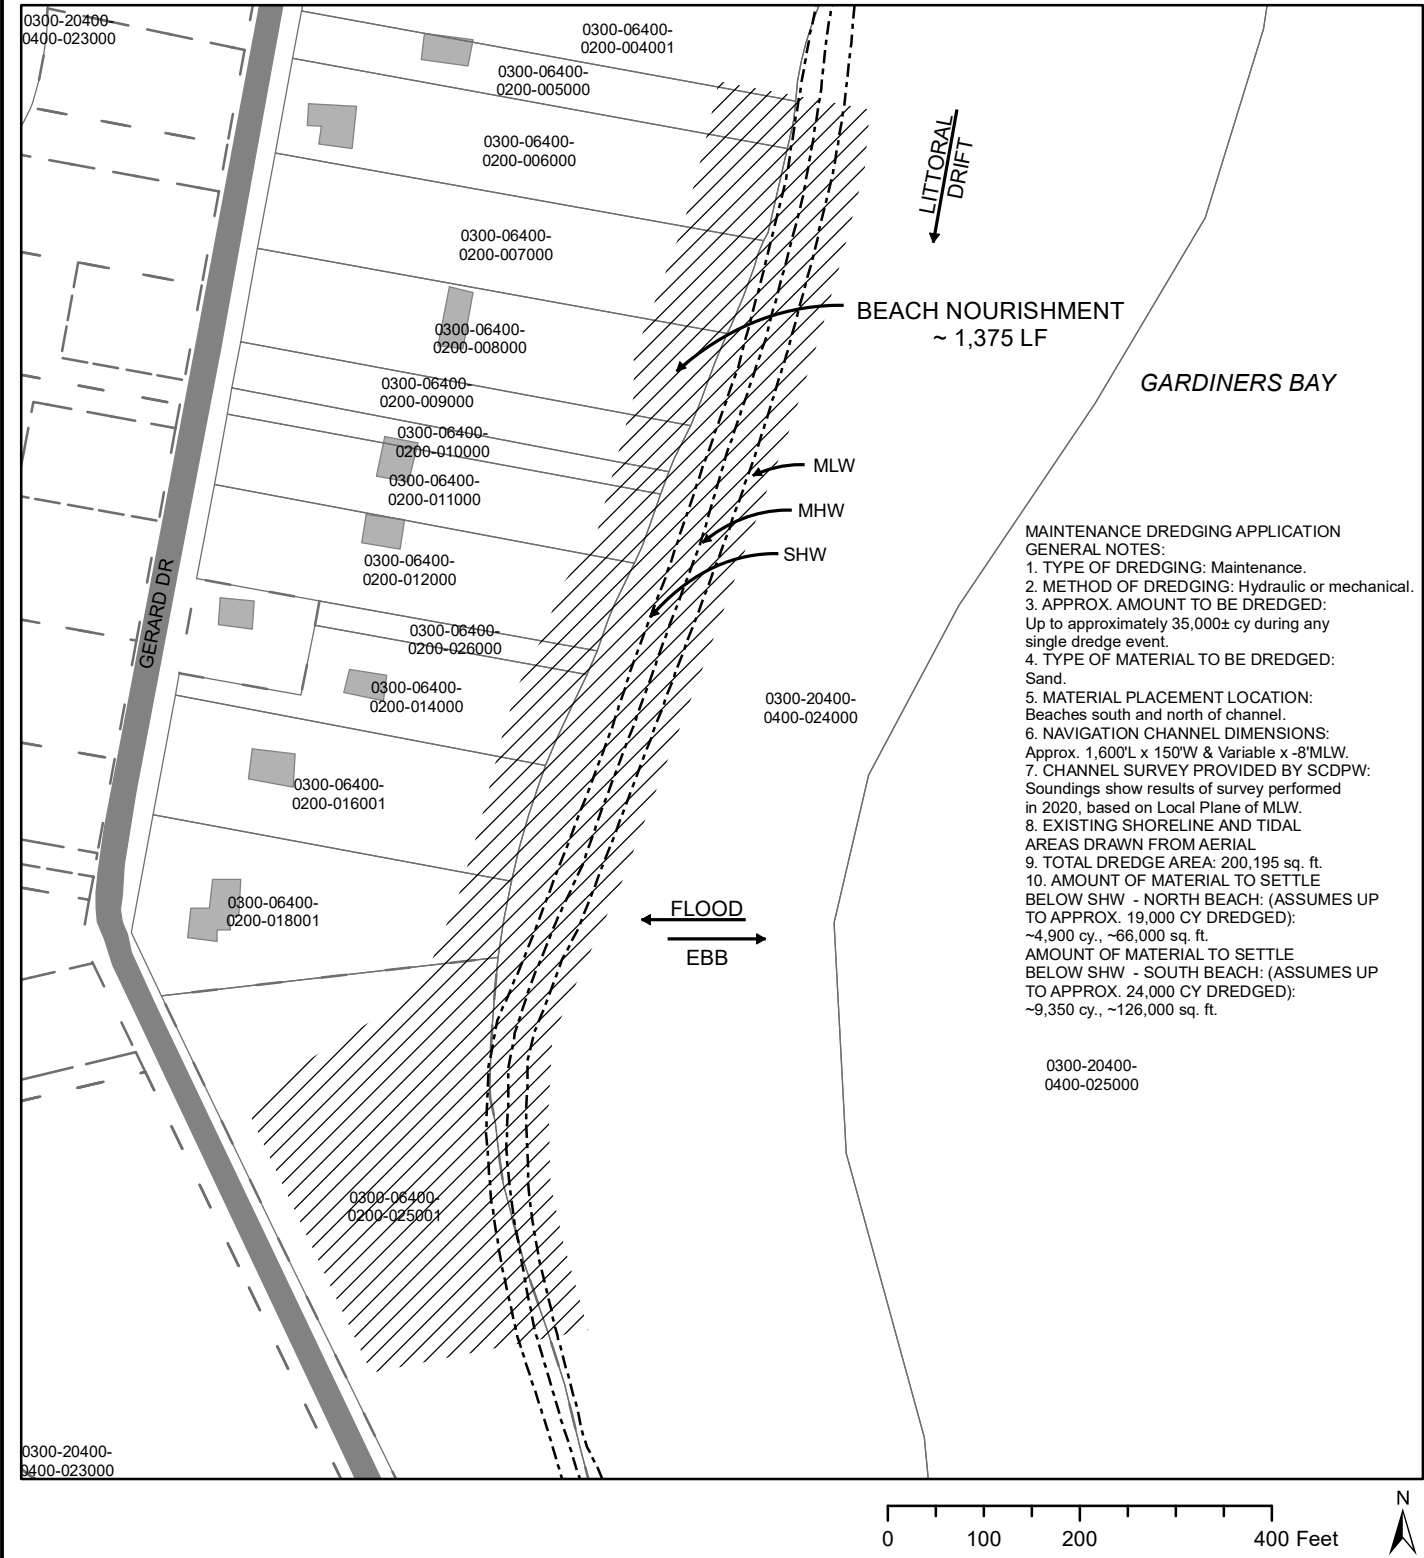 0300-20400-
0400-023000
0300-06400-
0200-004001
0300-06400-
0200-005000
0300-06400-
0200-006000
LITTORAL
DRIFT
0300-06400-
0200-007000
BEACH NOURISHMENT
~ 1,375 LF
0300-06400-
0200-008000
GARDINERS BAY
0300-06400-
0200-009000
0300-06400-
0200-010000
MLW
0300-06400-
0200-011000
MHW
SHW
0300-06400-
0200-012000
GERARD DR
0300-06400-
0200-026000
0300-06400-
0200-014000
0300-20400-
0400-024000
0300-06400-
0200-016001
0300-06400-
0200-018001
FLOOD
EBB
MAINTENANCE DREDGING APPLICATION
GENERAL NOTES:
1. TYPE OF DREDGING: Maintenance.
2. METHOD OF DREDGING: Hydraulic or mechanical.
3. APPROX. AMOUNT TO BE DREDGED:
Up to approximately 35,000± cy during any
single dredge event.
4. TYPE OF MATERIAL TO BE DREDGED:
Sand.
5. MATERIAL PLACEMENT LOCATION:
Beaches south and north of channel.
6. NAVIGATION CHANNEL DIMENSIONS:
Approx. 1,600'L x 150'W & Variable x -8'MLW.
7. CHANNEL SURVEY PROVIDED BY SCDPW:
Soundings show results of survey performed
in 2020, based on Local Plane of MLW.
8. EXISTING SHORELINE AND TIDAL
AREAS DRAWN FROM AERIAL
9. TOTAL DREDGE AREA: 200,195 sq. ft.
10. AMOUNT OF MATERIAL TO SETTLE
BELOW SHW - NORTH BEACH: (ASSUMES UP
TO APPROX. 19,000 CY DREDGED):
~4,900 cy., ~66,000 sq. ft.
AMOUNT OF MATERIAL TO SETTLE
BELOW SHW - SOUTH BEACH: (ASSUMES UP
TO APPROX. 24,000 CY DREDGED):
~9,350 cy., ~126,000 sq. ft.
0300-20400-
0400-025000
0300-06400-
0200-025001
0300-20400-
0400-023000
0 100 200 400 Feet
N